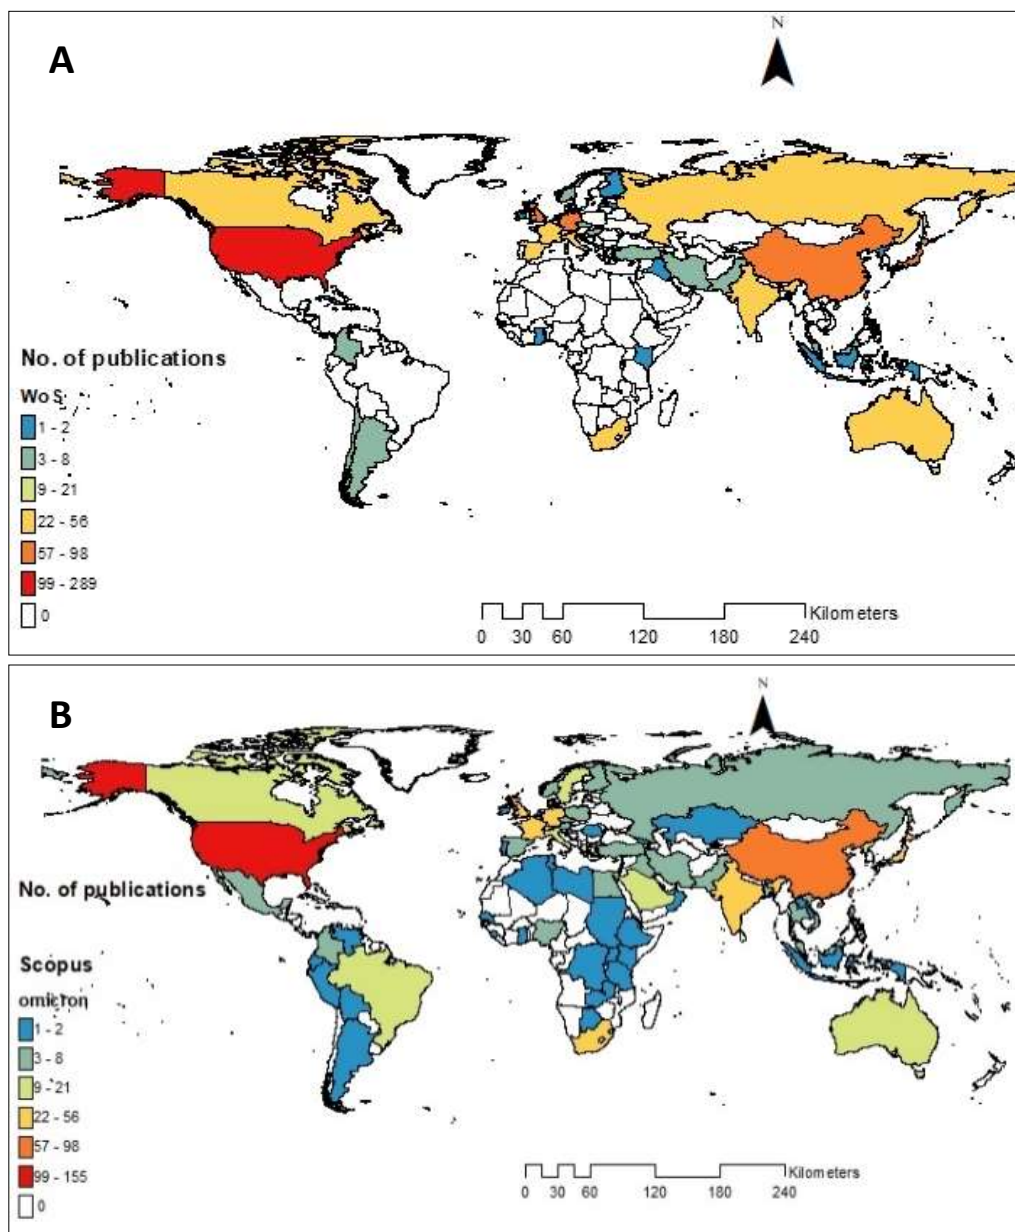 A
N
No. of publications
WoS
1 - 2
3 - 8
9 - 21
22 - 56
57 - 98
99 - 289
0
Kilometers
0 30 60 120 180 240
B
N
No. of publications
Scopus
omicron
1 - 2
3 - 8
9 - 21
22 - 56
57 - 98
99 - 155
0
Kilometers
0 30 60 120 180 240